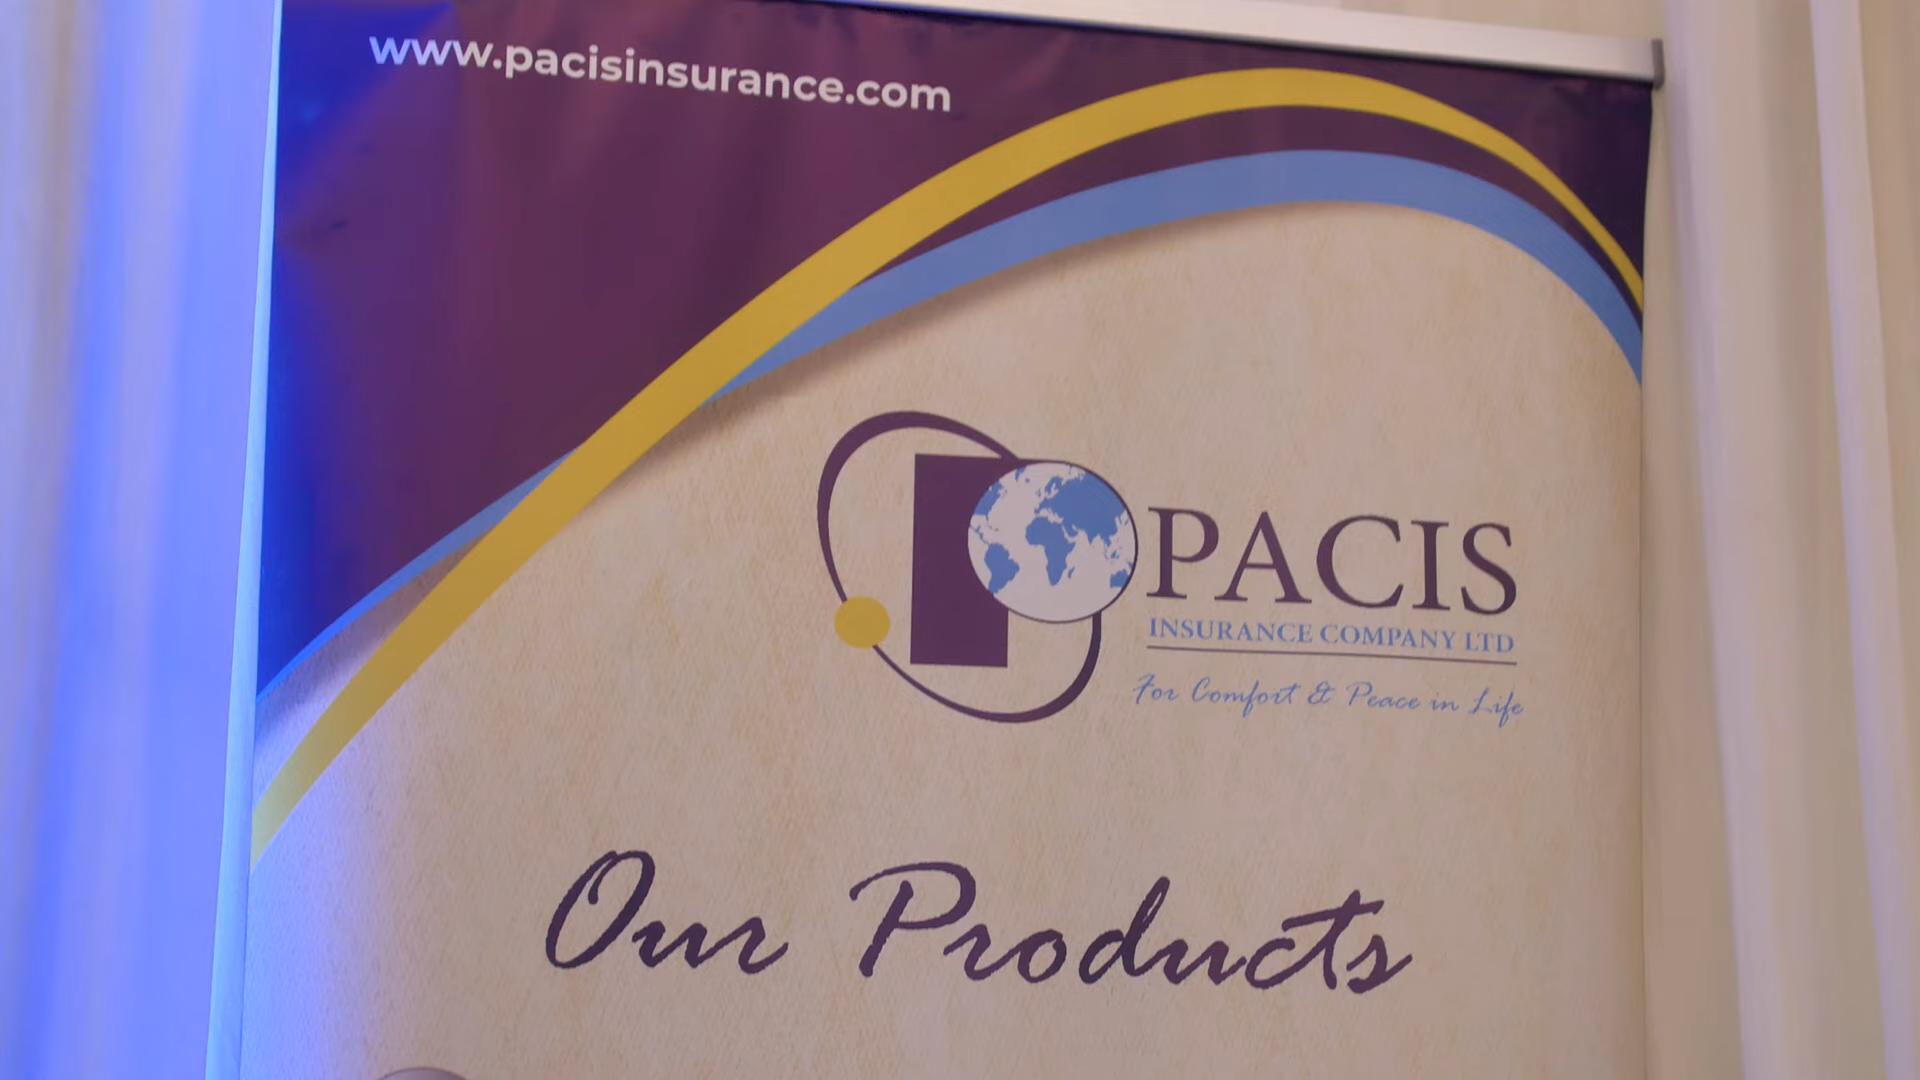 www.pacisinsurance.com
PACIS
INSURANCE COMPANY LTD
For Comfort & Peace in Life
Our Products